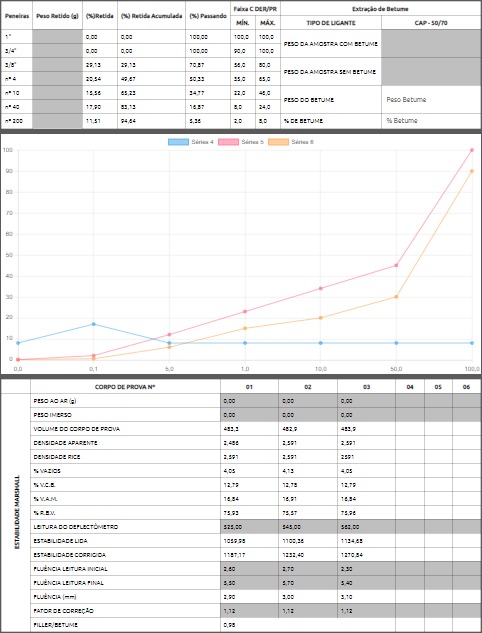 Peneiras Peso Retido (g) (%)Retida (%) Retida Acumulada (%) Passando Faixa C DER/PR Extração de Betume
MÍN. MÁX. TIPO DE LIGANTE CAP - 50/70
1" 0,00 0,00 100,00 100,0 100,0 PESO DA AMOSTRA COM BETUME
3/4" 0,00 0,00 100,00 90,0 100,0
3/8" 29,13 29,13 70,87 56,0 80,0 PESO DA AMOSTRA SEM BETUME
nº 4 20,54 49,67 50,33 35,0 65,0
nº 10 15,56 65,23 34,77 22,0 46,0 PESO DO BETUME Peso Betume
nº 40 17,90 83,13 16,87 8,0 24,0
nº 200 11,51 94,64 5,36 2,0 8,0 % DE BETUME % Betume
Séries 4 Séries 5 Séries 6
100
90
80
70
60
50
40
30
20
10
0
0,0 0,1 5,0 1,0 10,0 50,0 100,0
ESTABILIDADE MARSHALL
CORPO DE PROVA Nº 01 02 03 04 05 06
PESO AO AR (g) 0,00 0,00 0,00
PESO IMERSO 0,00 0,00 0,00
VOLUME DO CORPO DE PROVA 483,3 482,9 483,9
DENSIDADE APARENTE 2,486 2,591 2,591
DENSIDADE RICE 2,591 2,591 2591
% VAZIOS 4,05 4,13 4,05
% V.C.B. 12,79 12,78 12,79
% V.A.M. 16,84 16,91 16,84
% R.B.V. 75,93 75,57 75,96
LEITURA DO DEFLECTÔMETRO 525,00 545,00 562,00
ESTABILIDADE LIDA 1059,98 1100,36 1134,68
ESTABILIDADE CORRIGIDA 1187,17 1232,40 1270,84
FLUÊNCIA LEITURA INICIAL 2,60 2,70 2,30
FLUÊNCIA LEITURA FINAL 5,50 5,70 5,40
FLUÊNCIA (mm) 2,90 3,00 3,10
FATOR DE CORREÇÃO 1,12 1,12 1,12
FILLER/BETUME 0,98